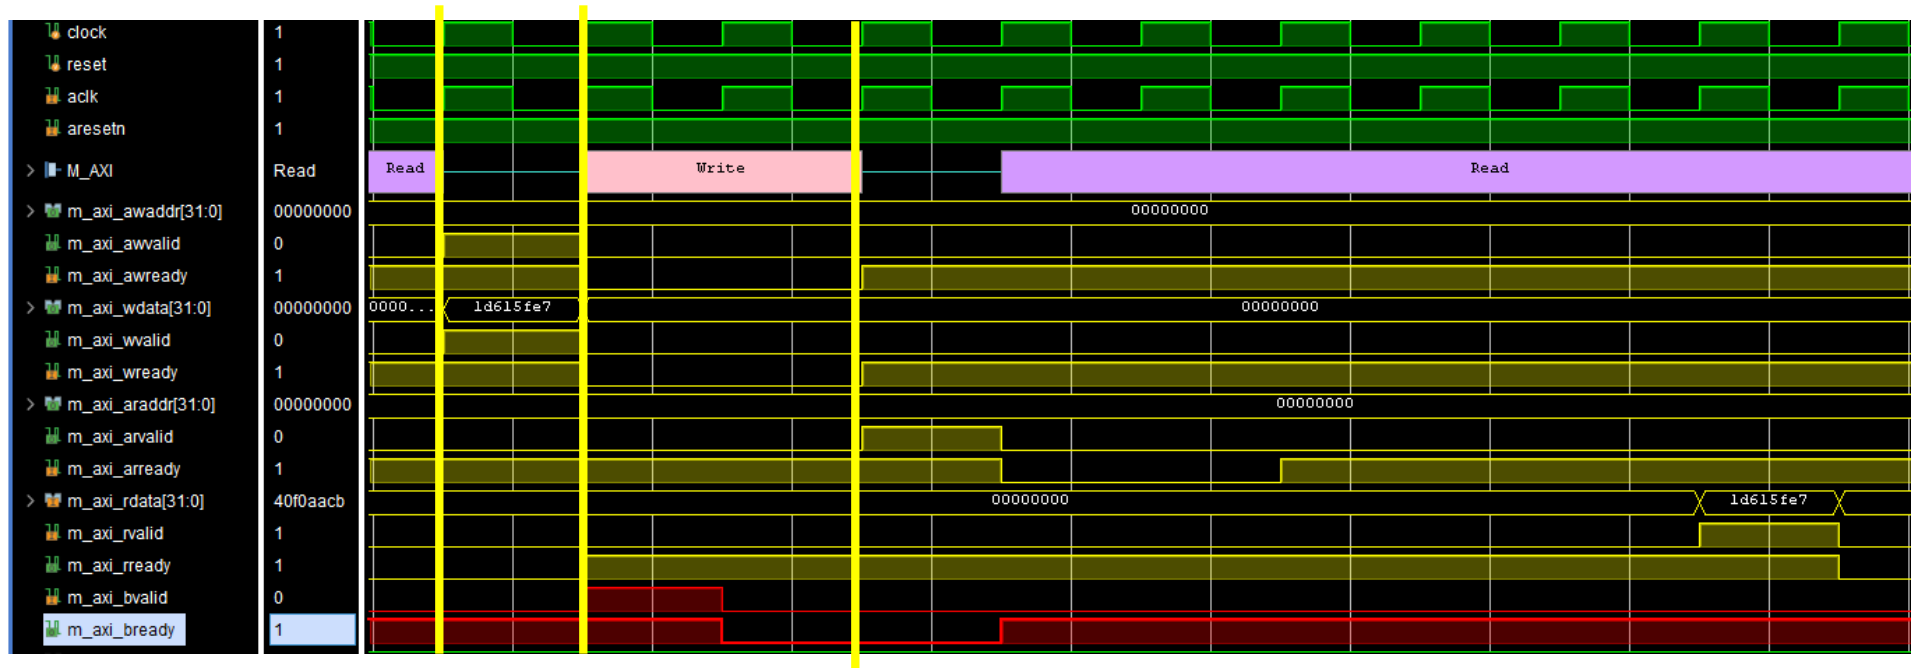 clock 1
reset 1
aclk 1
aresetn 1
M_AXI Read Read Write Read
m_axi_awaddr[31:0] 00000000 00000000
m_axi_awvalid 0
m_axi_awready 1
m_axi_wdata[31:0] 00000000 0000... 1d615fe7 00000000
m_axi_wvalid 0
m_axi_wready 1
m_axi_araddr[31:0] 00000000 00000000
m_axi_arvalid 0
m_axi_arready 1
m_axi_rdata[31:0] 40f0aacb 00000000 1d615fe7
m_axi_rvalid 1
m_axi_rready 1
m_axi_bvalid 0
m_axi_bready 1